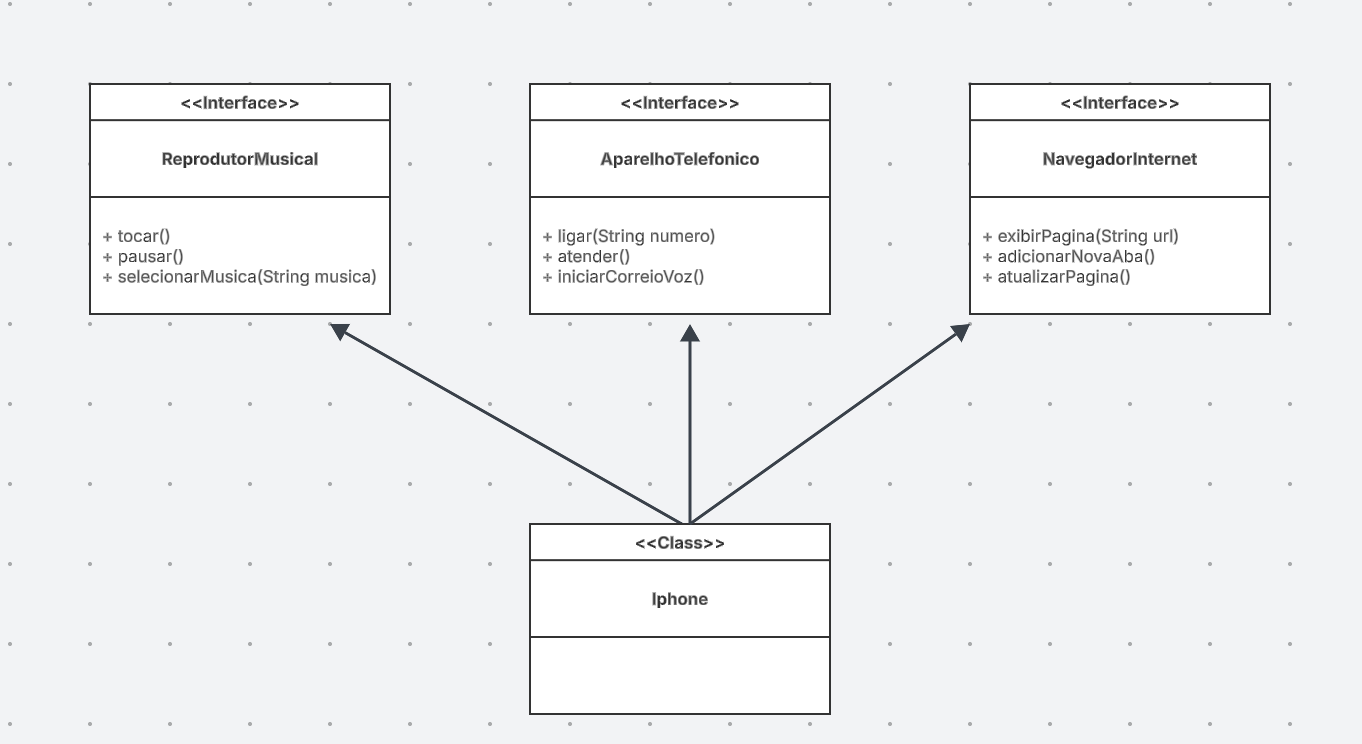 <<Interface>>
ReprodutorMusical
+ tocar()
+ pausar()
+ selecionarMusica(String musica)
<<Interface>>
AparelhoTelefonico
+ ligar(String numero)
+ atender()
+ iniciarCorreioVoz()
<<Interface>>
NavegadorInternet
+ exibirPagina(String url)
+ adicionarNovaAba()
+ atualizarPagina()
<<Class>>
Iphone